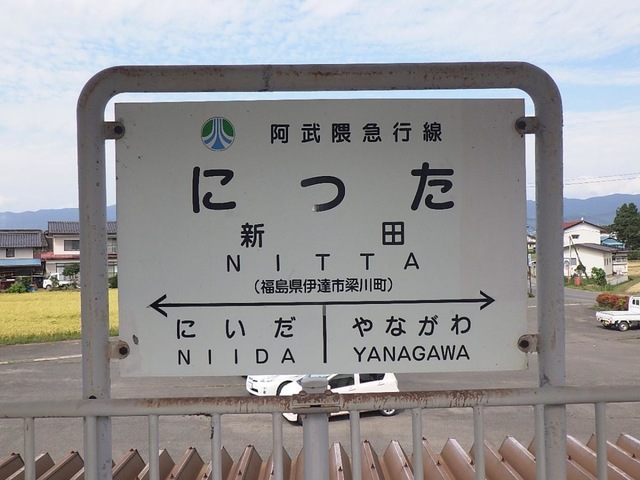 阿武隈急行線
にった
新田
NITTA
(福島県伊達市梁川町)
にいだ やながわ
NIIDA YANAGAWA